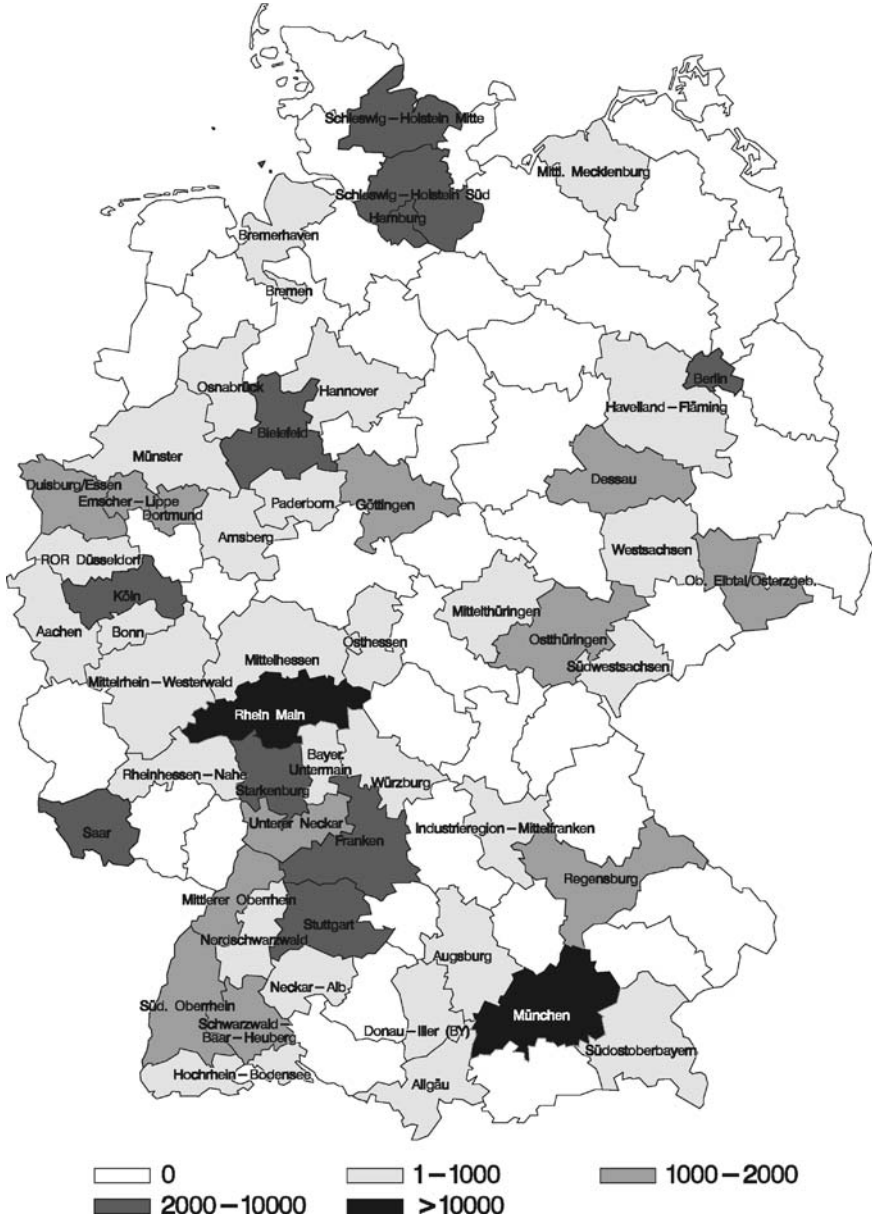 Schleswig–Holstein Mitte
Mittl. Mecklenburg
Schleswig–Holstein Süd
Hamburg
Bremerhaven
Bremen
Osnabrück
Hannover
Berlin
Havelland–Fläming
Bielefeld
Münster
Duisburg/Essen
Emscher–Lippe
Dortmund
Paderborn
Göttingen
Dessau
Arnsberg
ROR Düsseldorf
Westsachsen
Ob. Elbtal/Osterzgeb.
Köln
Aachen
Bonn
Mittelthüringen
Ostthüringen
Osthessen
Mittelhessen
Südwestsachsen
Mittelrhein–Westerwald
Rhein Main
Bayer.
Untermain
Rheinhessen–Nahe
Starkenburg
Würzburg
Saar
Unterer Neckar
Franken
Industrieregion–Mittelfranken
Regensburg
Mittlerer Oberrhein
Stuttgart
Nordschwarzwald
Augsburg
Neckar–Alb
Süd. Oberrhein
München
Schwarzwald–
Baar–Heuberg
Donau–Iller (BY)
Südostoberbayern
Hochrhein–Bodensee
Allgäu
0
1–1000
1000–2000
2000–10000
>10000